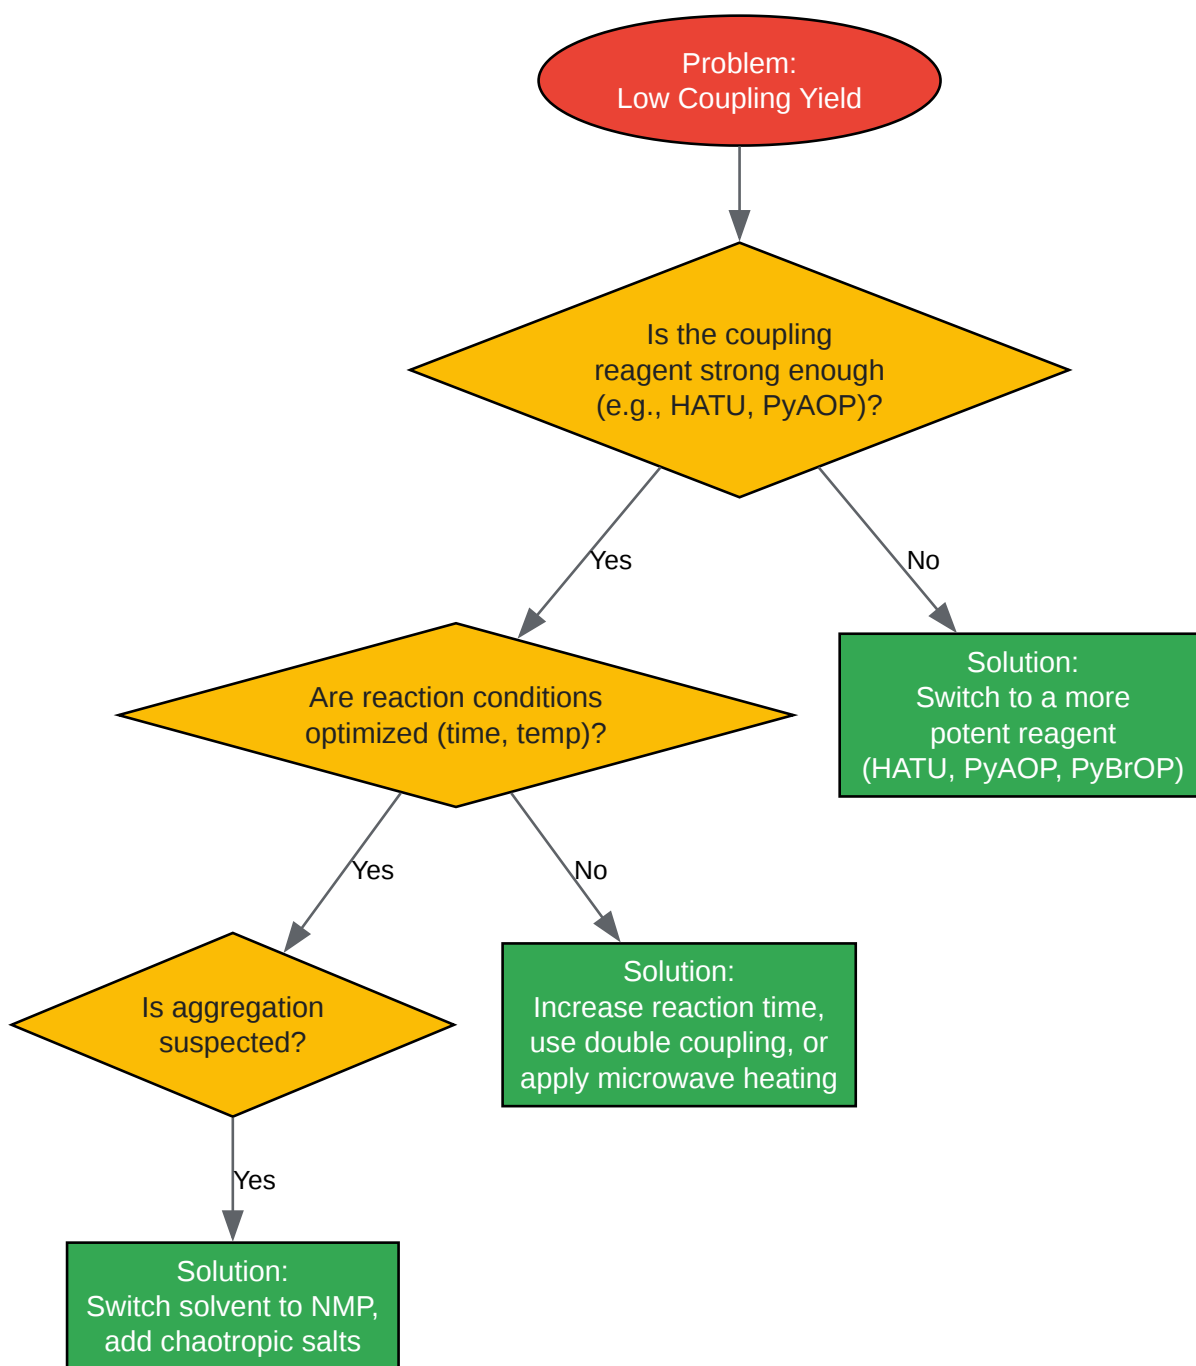 Problem:
Low Coupling Yield
Is the coupling
reagent strong enough
(e.g., HATU, PyAOP)?
Yes
No
Are reaction conditions
optimized (time, temp)?
Solution:
Switch to a more
potent reagent
(HATU, PyAOP, PyBrOP)
Yes
No
Is aggregation
suspected?
Solution:
Increase reaction time,
use double coupling, or
apply microwave heating
Yes
Solution:
Switch solvent to NMP,
add chaotropic salts